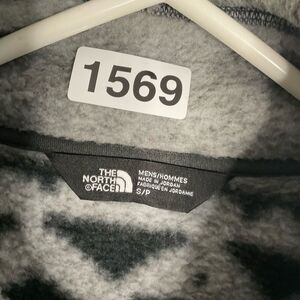 1569
THE
NORTH
©FACE
MENS/HOMMES
MADE IN JORDAN
FABRIQUÉ EN JORDANIE
S/P